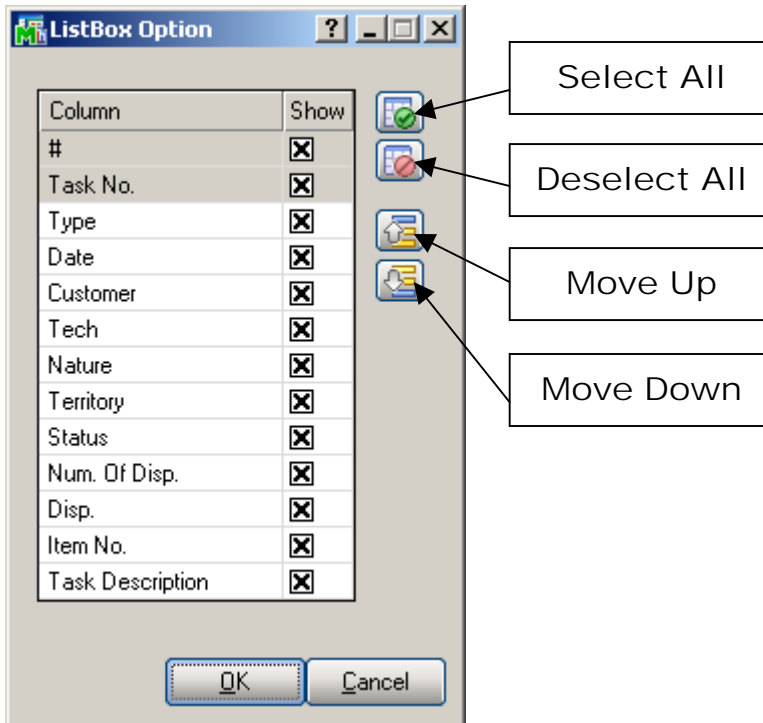 ListBox Option
Column Show
#
Task No.
Type
Date
Customer
Tech
Nature
Territory
Status
Num. Of Disp.
Disp.
Item No.
Task Description
OK Cancel
Select All
Deselect All
Move Up
Move Down